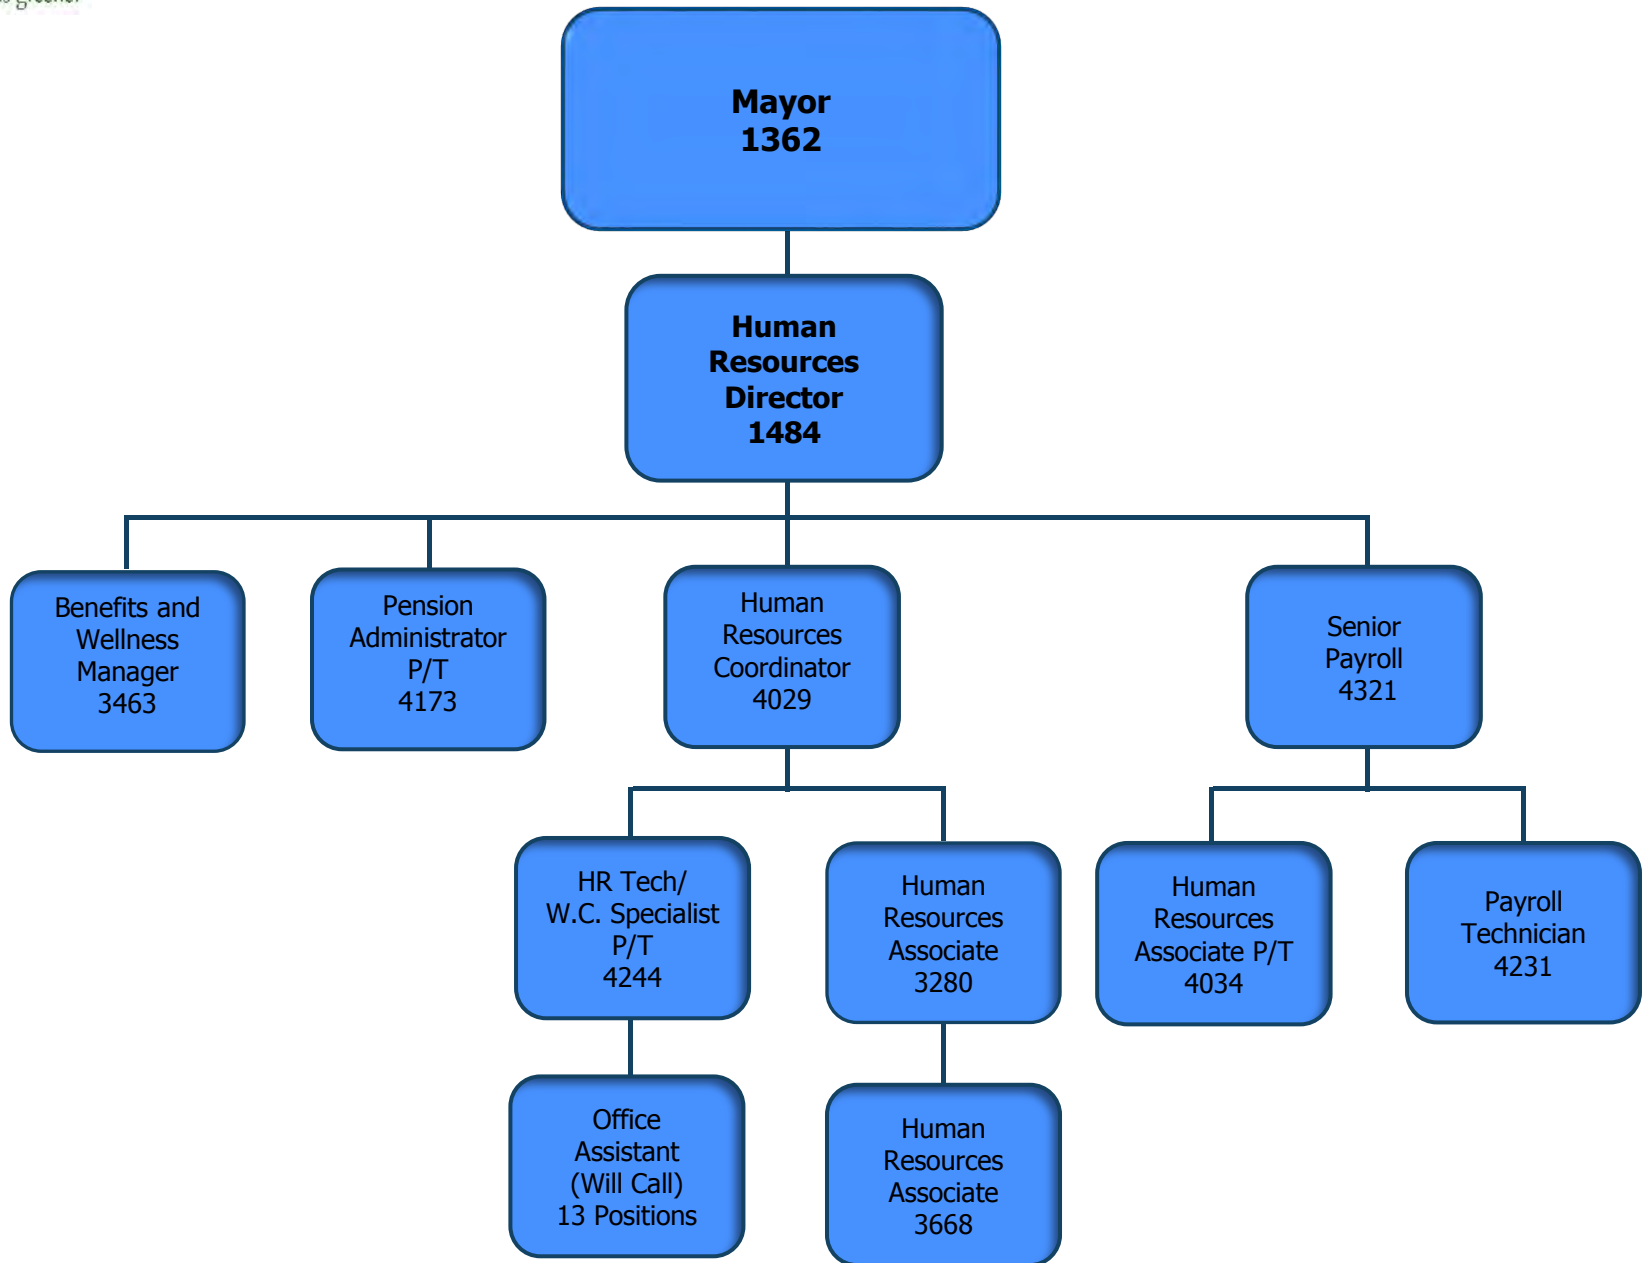 greener
Mayor
1362
Human
Resources
Director
1484
Benefits and
Wellness
Manager
3463
Pension
Administrator
P/T
4173
Human
Resources
Coordinator
4029
Senior
Payroll
4321
HR Tech/
W.C. Specialist
P/T
4244
Human
Resources
Associate
3280
Human
Resources
Associate P/T
4034
Payroll
Technician
4231
Office
Assistant
(Will Call)
13 Positions
Human
Resources
Associate
3668